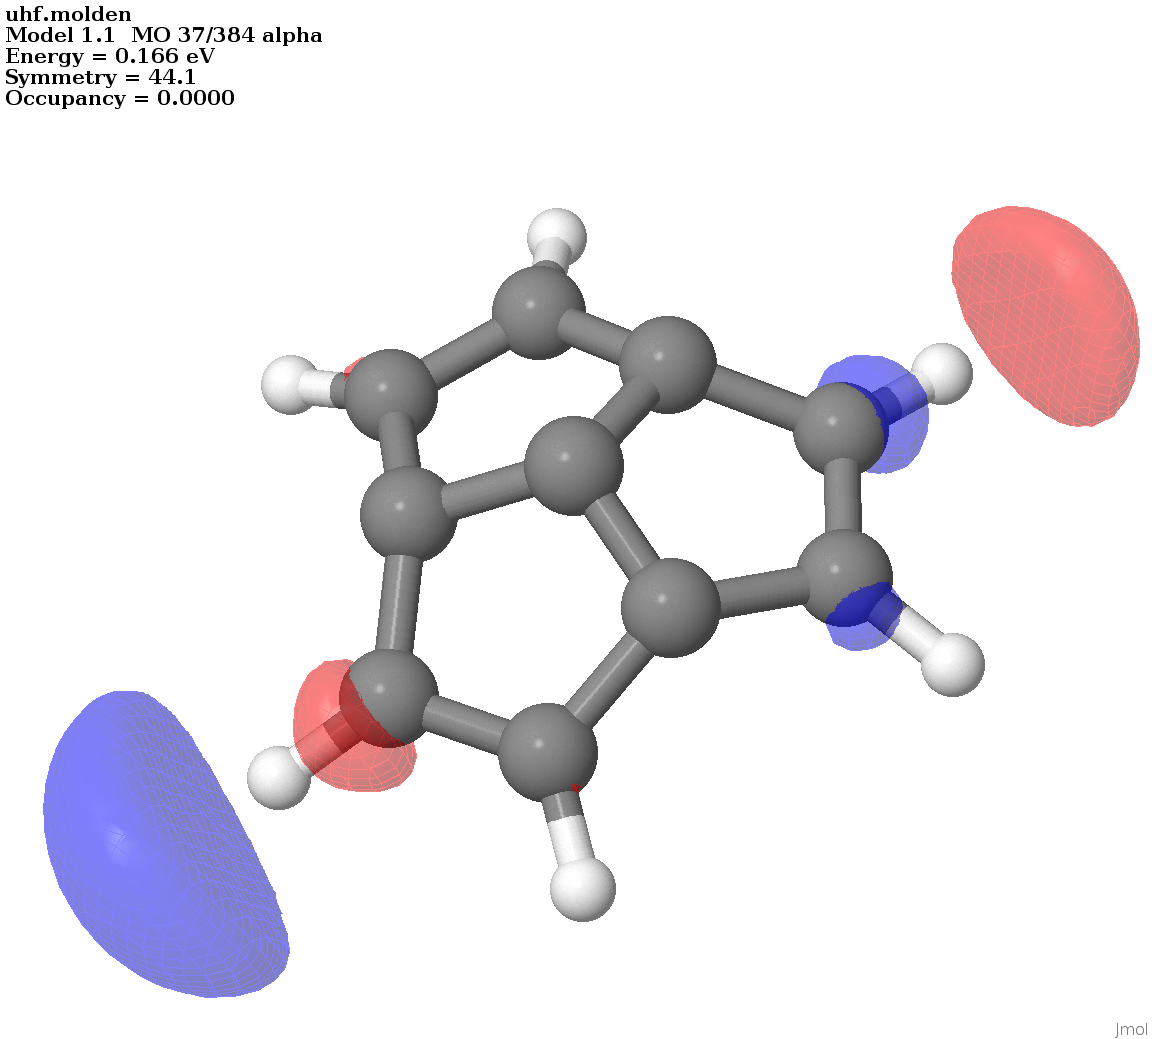 uhf.molden
Model 1.1  MO 37/384 alpha
Energy = 0.166 eV
Symmetry = 44.1
Occupancy = 0.0000
Jmol